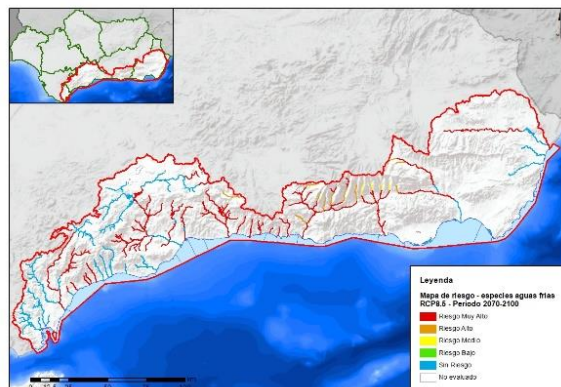 Leyenda
Mapa de riesgo - especies aguas frías
RCP8.5 - Periodo 2070-2100
Riesgo Muy Alto
Riesgo Alto
Riesgo Medio
Riesgo Bajo
Sin Riesgo
No evaluado